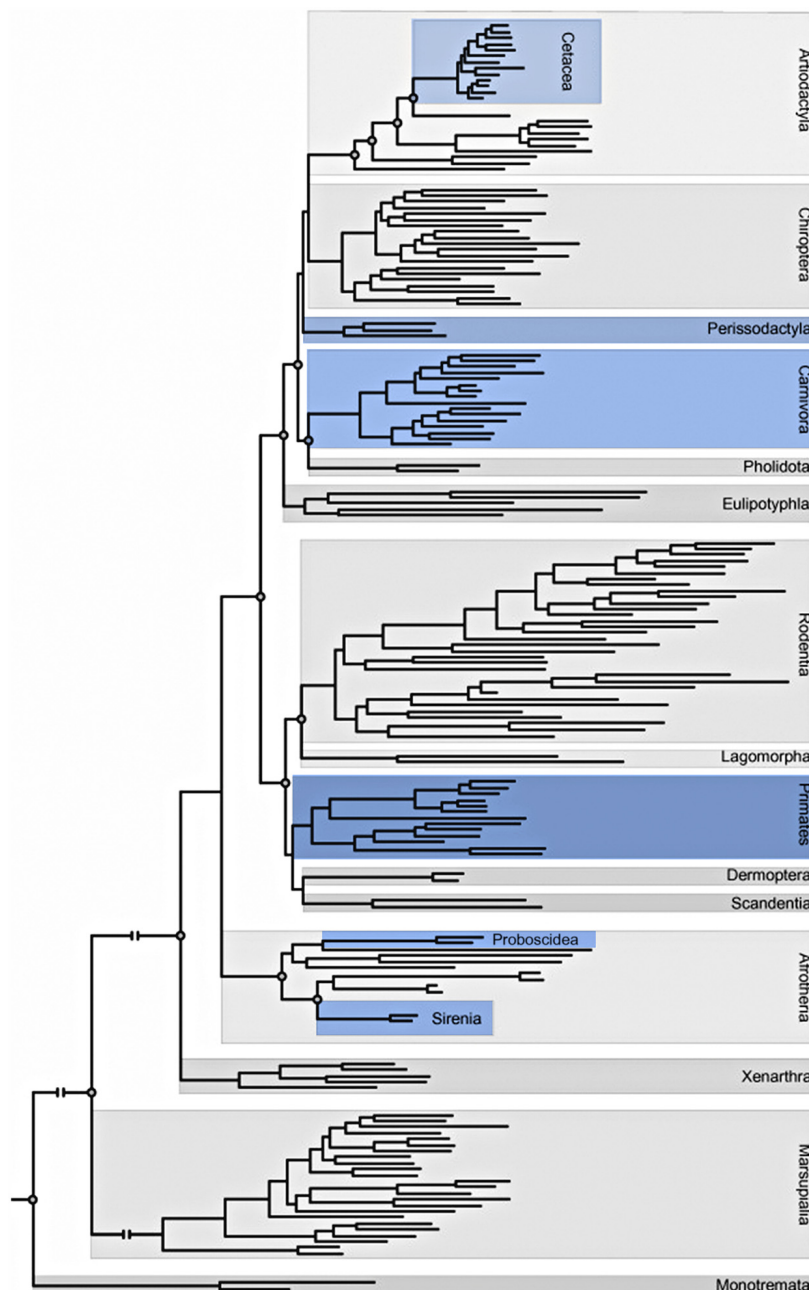 Cetacea
Artiodactyla
Chiroptera
Perissodactyla
Carnivora
Pholidota
Eulipotyphla
Rodentia
Lagomorpha
Primates
Dermoptera
Scandentia
Proboscidea
Afrotheria
Sirenia
Xenarthra
Marsupialia
Monotremata